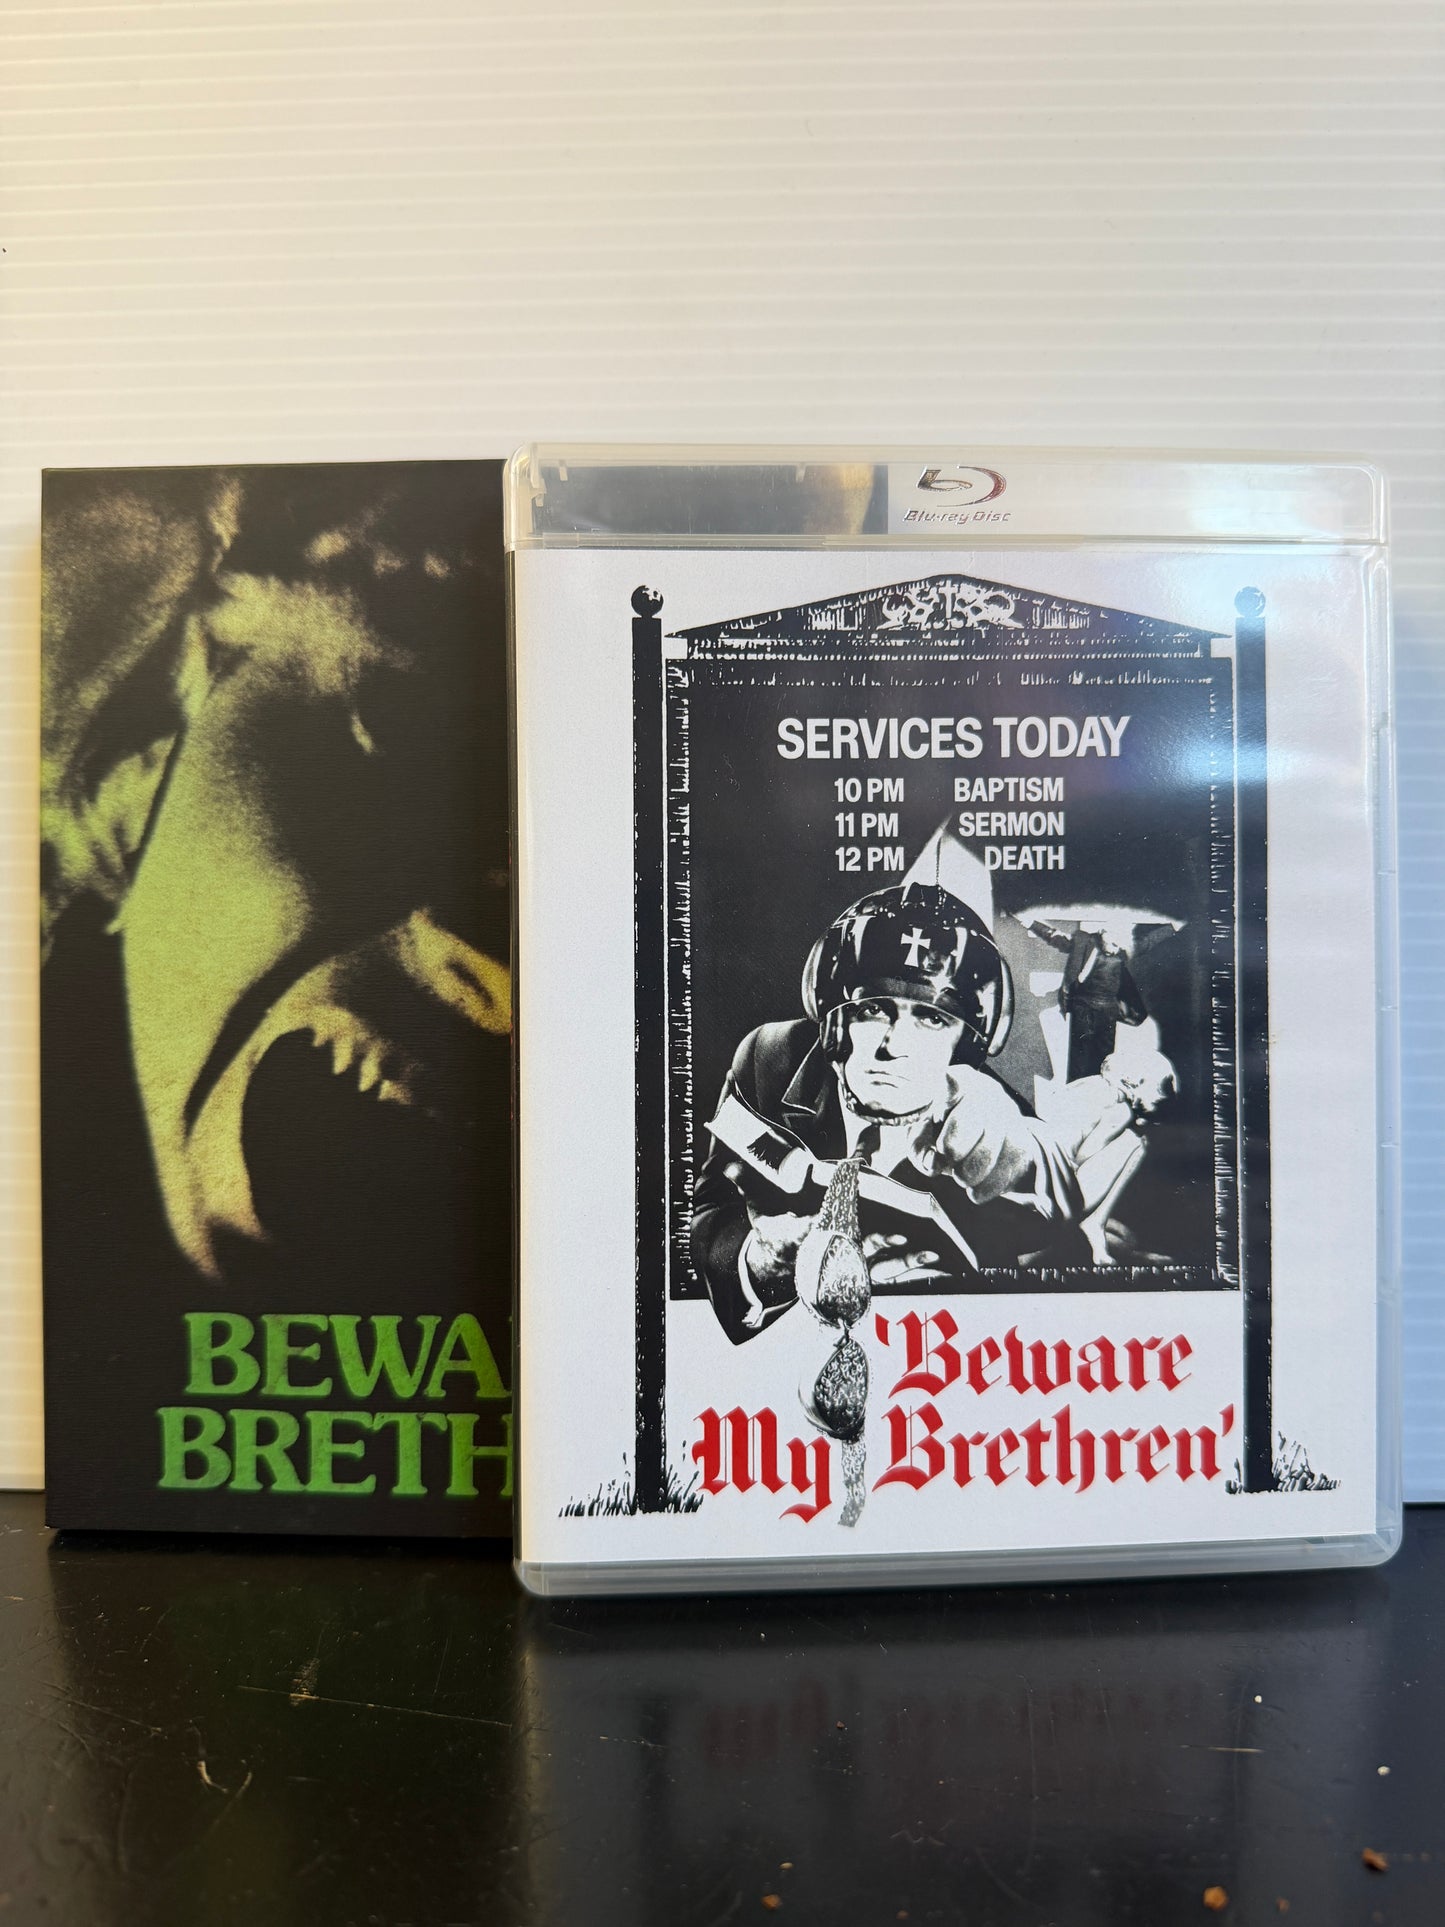 BEWA
BRETH
Blu-ray Disc
SERVICES TODAY
10 PM BAPTISM
11 PM SERMON
12 PM DEATH
'Beware
My Brethren'